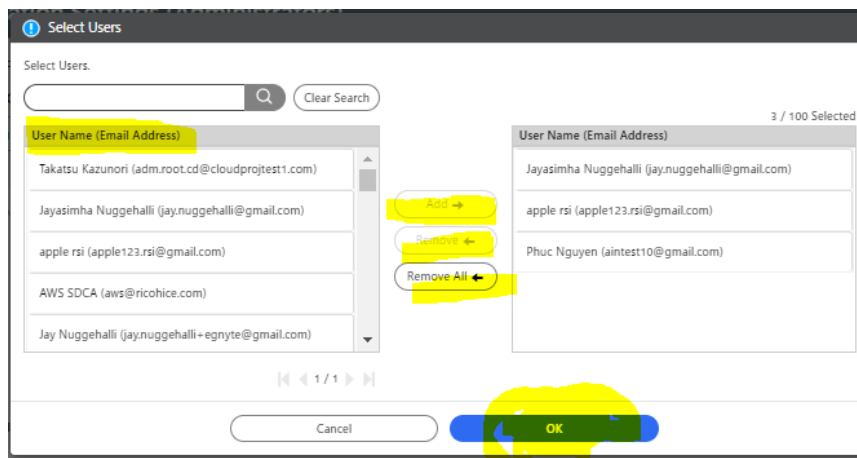 Select Users
Select Users.
Clear Search
3 / 100 Selected
User Name (Email Address)
Takatsu Kazunori (adm.root.cd@cloudprojtest1.com)
Jayasimha Nuggehalli (jay.nuggehalli@gmail.com)
apple rsi (apple123.rsi@gmail.com)
AWS SDCA (aws@ricohice.com)
Jay Nuggehalli (jay.nuggehalli+egnyte@gmail.com)
1 / 1
Add
Remove
Remove All
User Name (Email Address)
Jayasimha Nuggehalli (jay.nuggehalli@gmail.com)
apple rsi (apple123.rsi@gmail.com)
Phuc Nguyen (aintest10@gmail.com)
Cancel
OK